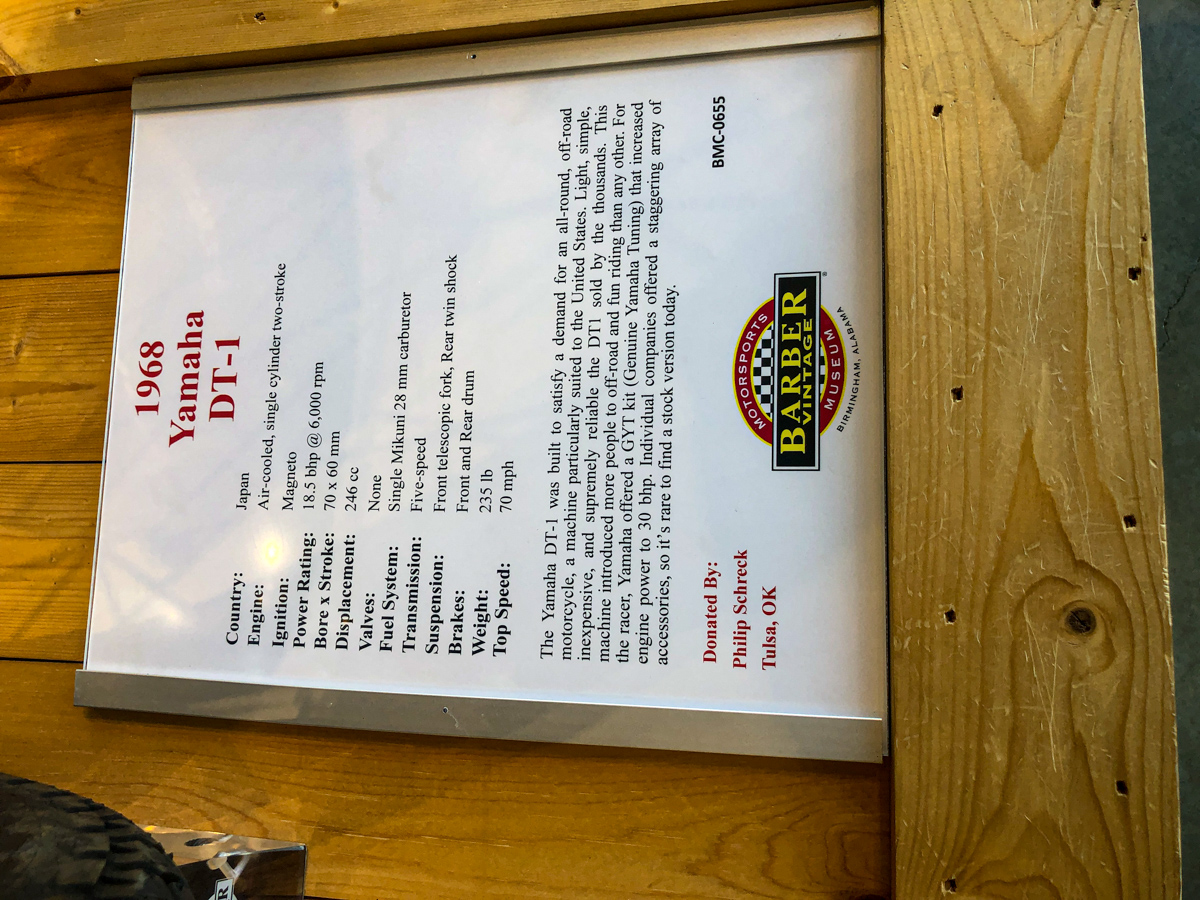 1968
Yamaha
DT-1
Country: Japan
Engine: Air-cooled, single cylinder two-stroke
Ignition: Magneto
Power Rating: 18.5 bhp @ 6,000 rpm
Bore x Stroke: 70 x 60 mm
Displacement: 246 cc
Valves: None
Fuel System: Single Mikuni 28 mm carburetor
Transmission: Five-speed
Suspension: Front telescopic fork, Rear twin shock
Brakes: Front and Rear drum
Weight: 235 lb
Top Speed: 70 mph
The Yamaha DT-1 was built to satisfy a demand for an all-round, off-road
motorcycle, a machine particularly suited to the United States. Light, simple,
inexpensive, and supremely reliable the DT1 sold by the thousands. This
machine introduced more people to off-road and fun riding than any other. For
the racer, Yamaha offered a GYT kit (Genuine Yamaha Tuning) that increased
engine power to 30 bhp. Individual companies offered a staggering array of
accessories, so it's rare to find a stock version today.
Donated By:
Philip Schreck
Tulsa, OK
MOTORSPORTS
BARBER
VINTAGE
MUSEUM
BIRMINGHAM, ALABAMA
®
BMC-0655
R